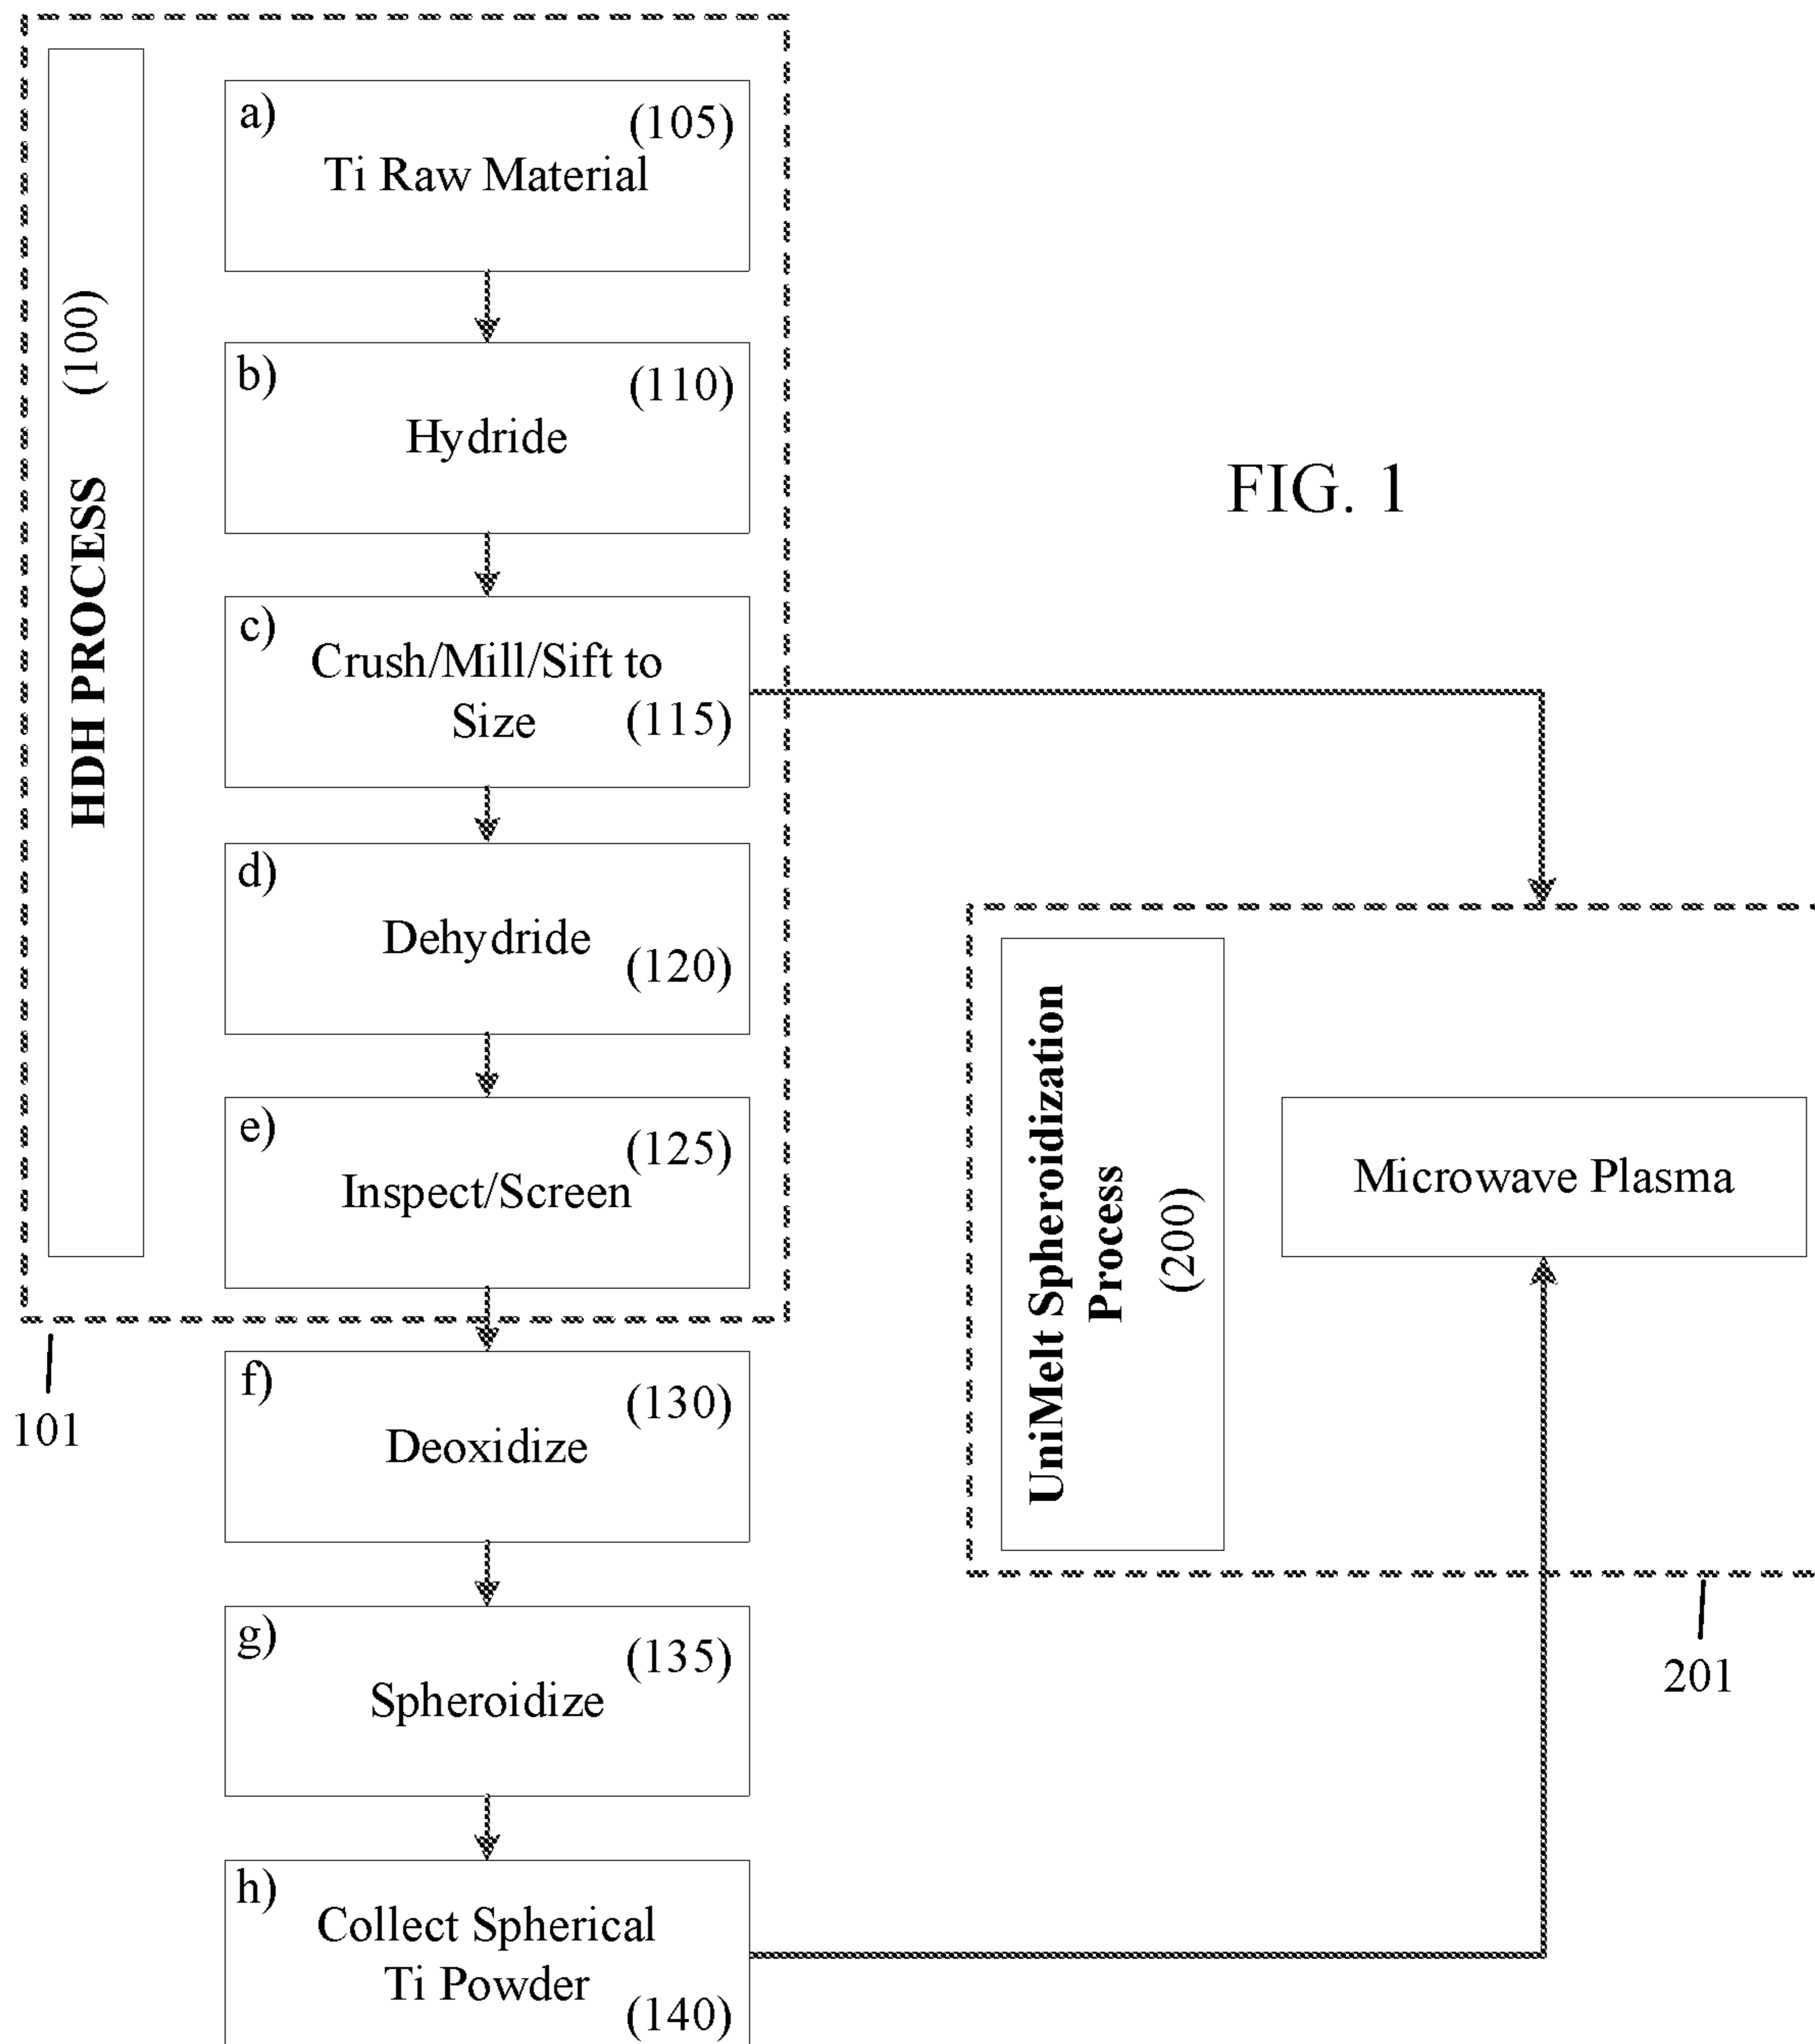 HDH PROCESS (100)
a)
(105)
Ti Raw Material
b)
(110)
Hydride
c)
Crush/Mill/Sift to
Size
(115)
d)
Dehydride
(120)
e)
(125)
Inspect/Screen
101
f)
(130)
Deoxidize
g)
(135)
Spheroidize
h)
Collect Spherical
Ti Powder
(140)
FIG. 1
UniMelt Spheroidization
Process
(200)
Microwave Plasma
201